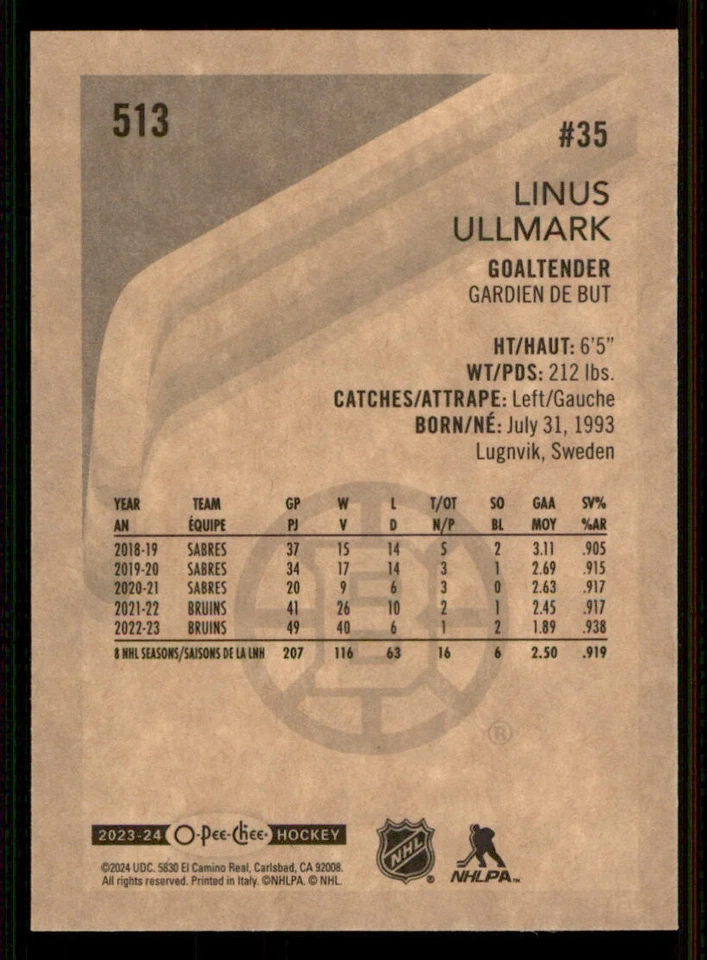 513
#35
LINUS
ULLMARK
GOALTENDER
GARDIEN DE BUT
HT/HAUT: 6'5"
WT/PDS: 212 lbs.
CATCHES/ATTRAPE: Left/Gauche
BORN/NÉ: July 31, 1993
Lugnvik, Sweden
YEAR TEAM GP W L T/OT SO GAA SV%
AN ÉQUIPE PJ V D N/P BL MOY %AR
2018-19 SABRES 37 15 14 5 2 3.11 .905
2019-20 SABRES 34 17 14 3 1 2.69 .915
2020-21 SABRES 20 9 6 3 0 2.63 .917
2021-22 BRUINS 41 26 10 2 1 2.45 .917
2022-23 BRUINS 49 40 6 1 2 1.89 .938
8 NHL SEASONS/SAISONS DE LA LNH 207 116 63 16 6 2.50 .919
B
®
2023-24 O-Pee-Chee HOCKEY
©2024 UDC. 5830 El Camino Real, Carlsbad, CA 92008.
All rights reserved. Printed in Italy. ©NHLPA. © NHL.
NHL ®
NHLPA™